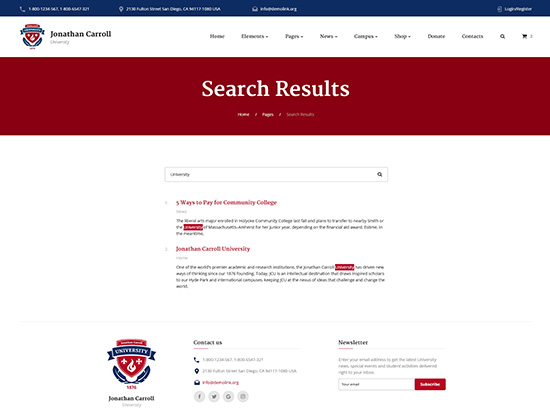 1-800-1234-567, 1-800-6547-321
2130 Fulton Street San Diego, CA 94117-1080 USA
info@demolink.org
Login/Register
Jonathan Carroll
University
Home Elements Pages News Campus Shop Donate Contacts
UNIVERSITY
1876
Search Results
Home / Pages / Search Results
University
1. 5 Ways to Pay for Community College
News
The liberal arts major enrolled in Holyoke Community College last fall and plans to transfer to nearby Smith or
the University of Massachusetts-Amherst for her junior year, depending on the financial aid award. Estime, in
the meantime,
2. Jonathan Carroll University
News
One of the world's premier academic and research institutions, the Jonathan Carroll University has driven new
ways of thinking since our 1876 founding. Today, JCU is an intellectual destination that draws inspired scholars
to our Hyde Park and international campuses, keeping JCU at the nexus of ideas that challenge and change the
world.
Jonathan Carroll
UNIVERSITY
1876
Jonathan Carroll
University
Contact us
1-800-1234-567, 1-800-6547-321
2130 Fulton Street, San Diego, CA 94117-1080 USA
info@demolink.org
Newsletter
Enter your email address to get the latest University
news, special events and student activities delivered
right to your inbox.
Your email Subscribe